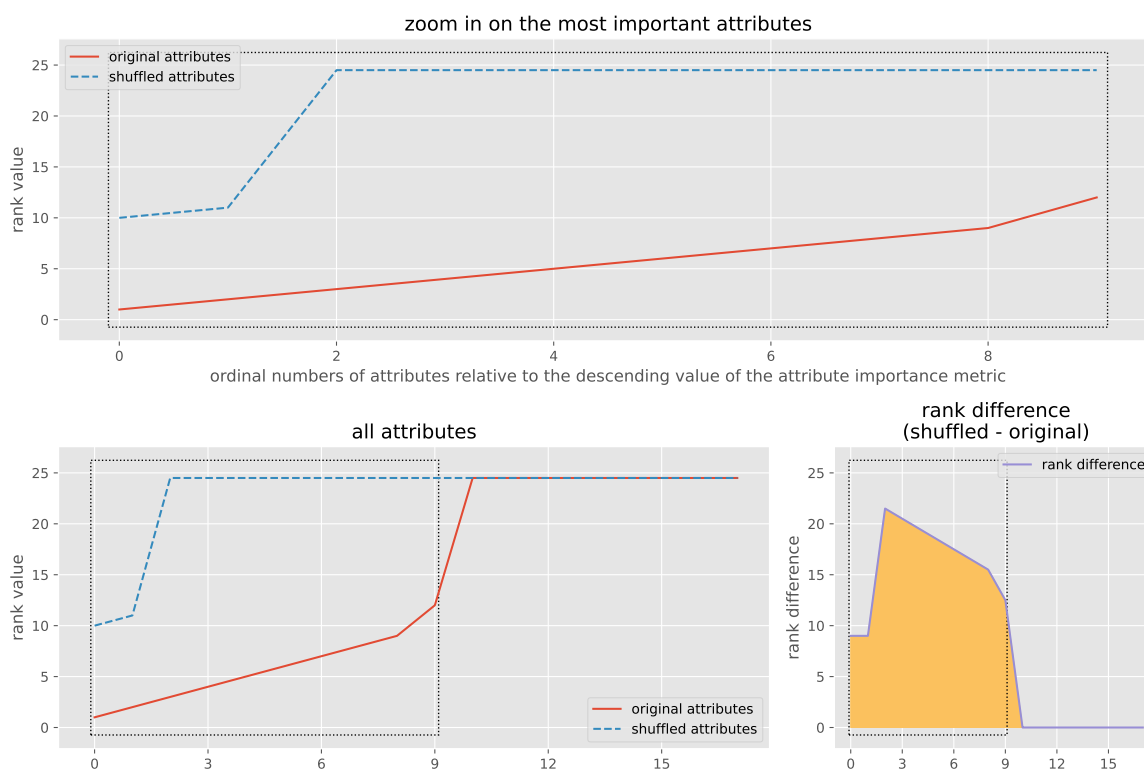 zoom in on the most important attributes
original attributes
shuffled attributes
25
20
15
10
5
0
rank value
0 2 4 6 8
ordinal numbers of attributes relative to the descending value of the attribute importance metric
all attributes
25
20
15
10
5
0
rank value
original attributes
shuffled attributes
0 3 6 9 12 15
rank difference
(shuffled - original)
rank difference
25
20
15
10
5
0
rank difference
0 3 6 9 12 15